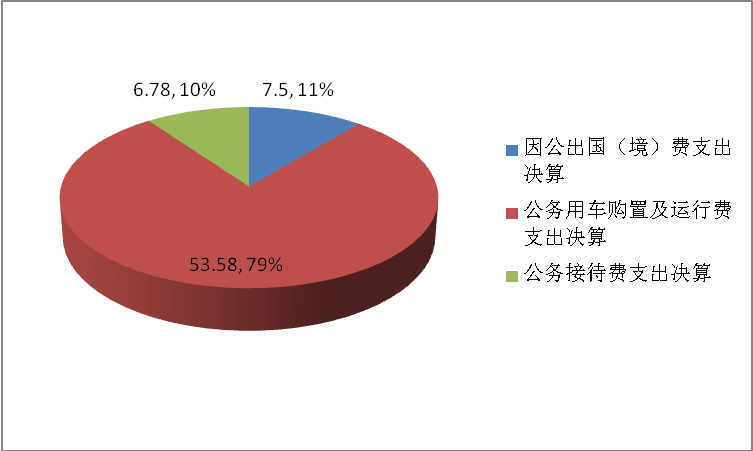 6.78, 10%
7.5, 11%
53.58, 79%
因公出国（境）费支出
决算
公务用车购置及运行费
支出决算
公务接待费支出决算